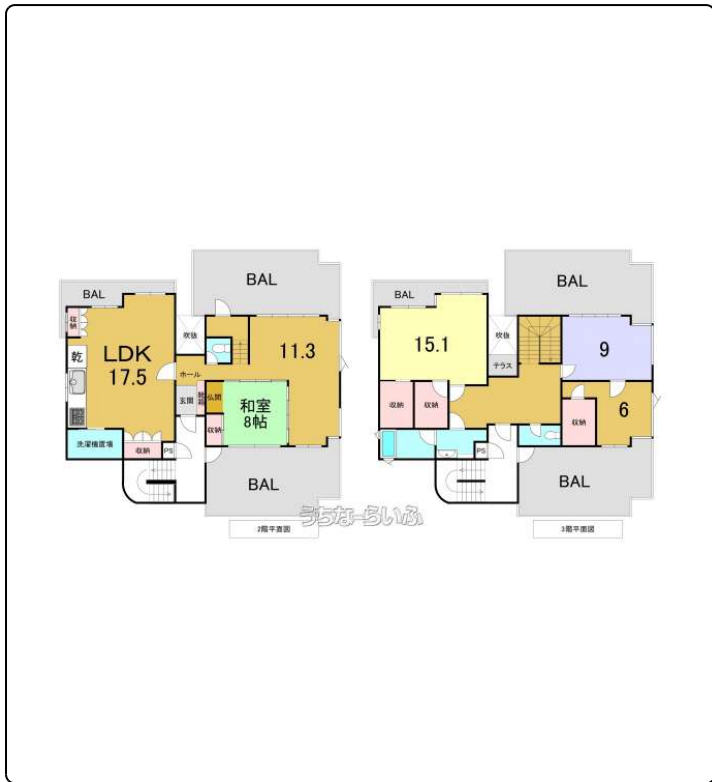 BAL
BAL
収納
吹抜
乾
LDK
17.5
11.3
ホール
玄関
仏間
和室
8帖
洗濯機置場
収納
PS
収納
BAL
2階平面図
BAL
BAL
15.1
吹抜
テラス
9
収納
収納
6
収納
PS
BAL
3階平面図
うちなーらいふ